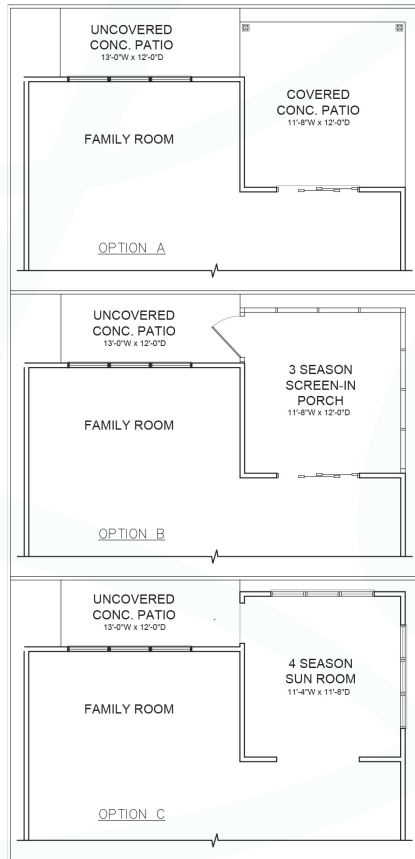 UNCOVERED
CONC. PATIO
13'-0"W x 12'-0"D
COVERED
CONC. PATIO
11'-8"W x 12'-0"D
FAMILY ROOM
OPTION A
UNCOVERED
CONC. PATIO
13'-0"W x 12'-0"D
3 SEASON
SCREEN-IN
PORCH
11'-8"W x 12'-0"D
FAMILY ROOM
OPTION B
UNCOVERED
CONC. PATIO
13'-0"W x 12'-0"D
4 SEASON
SUN ROOM
11'-4"W x 11'-8"D
FAMILY ROOM
OPTION C